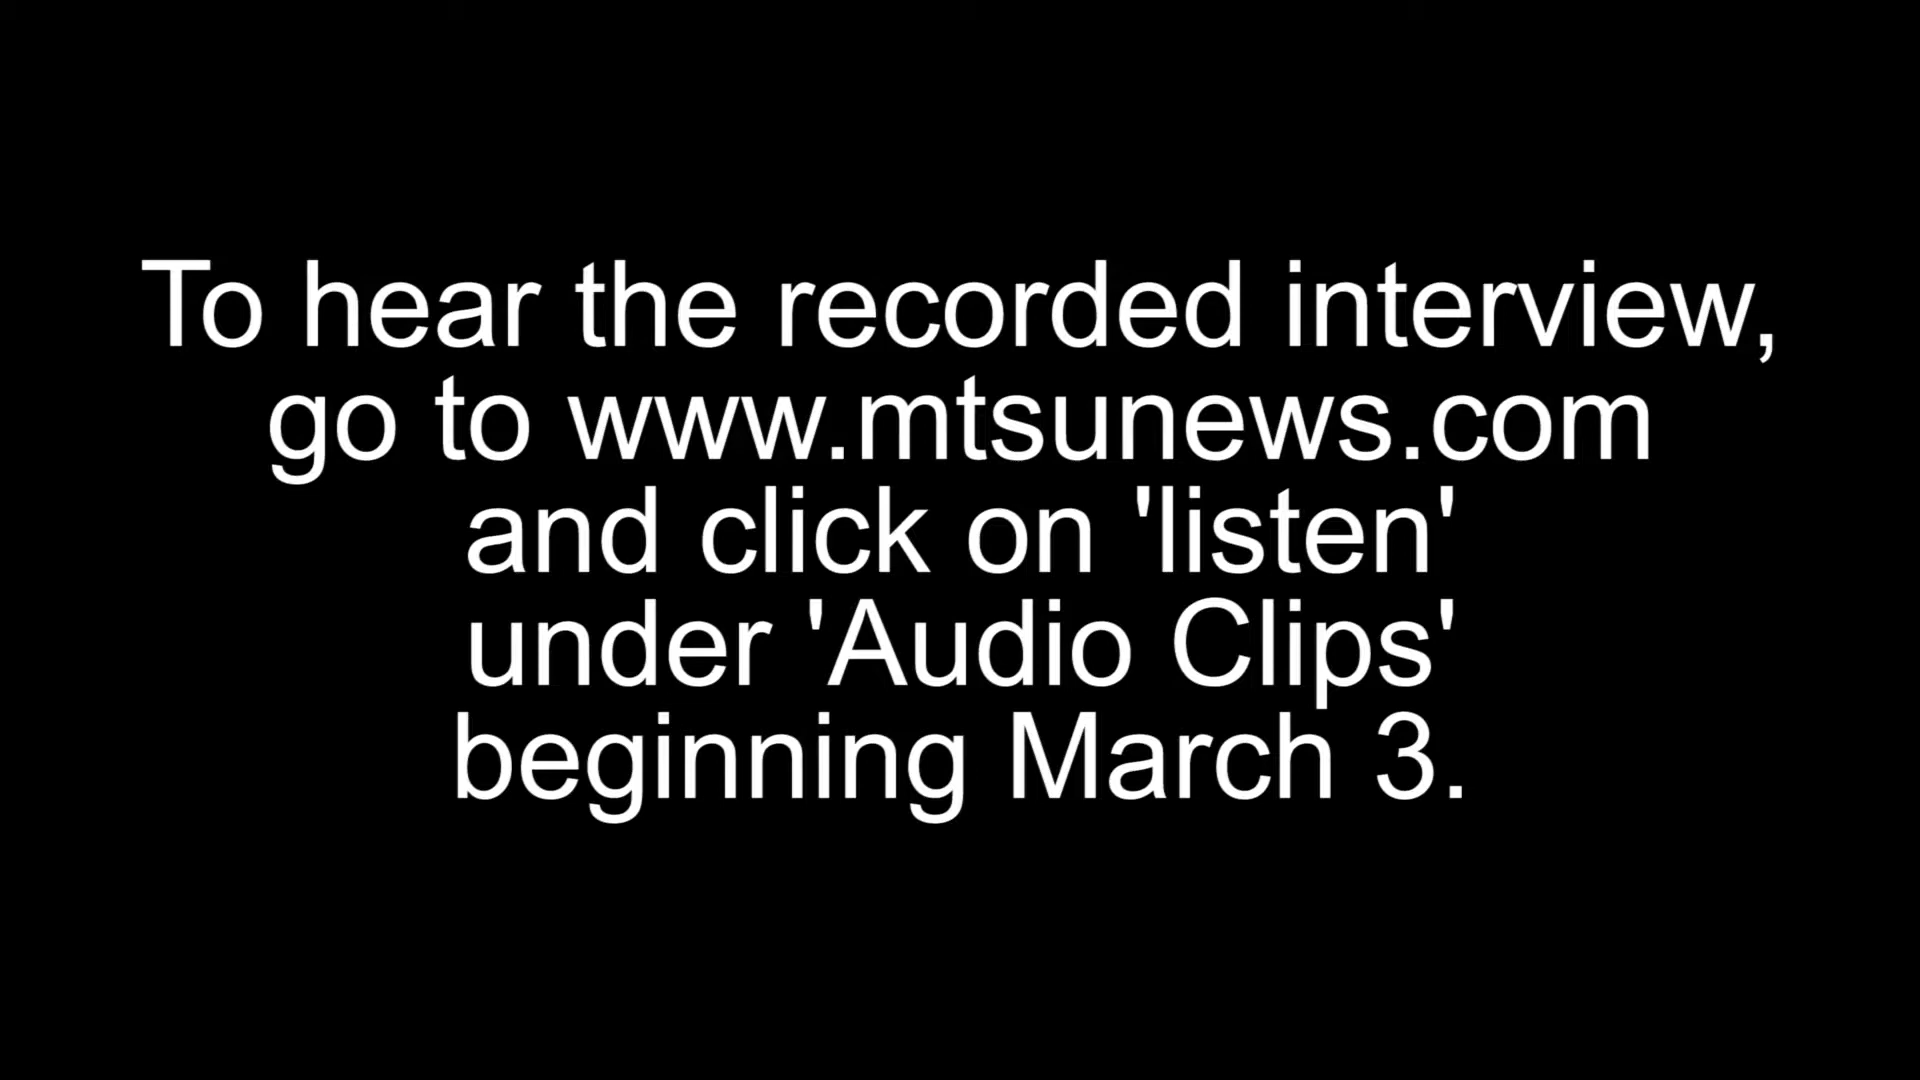 To hear the recorded interview,
go to www.mtsunews.com
and click on 'listen'
under 'Audio Clips'
beginning March 3.